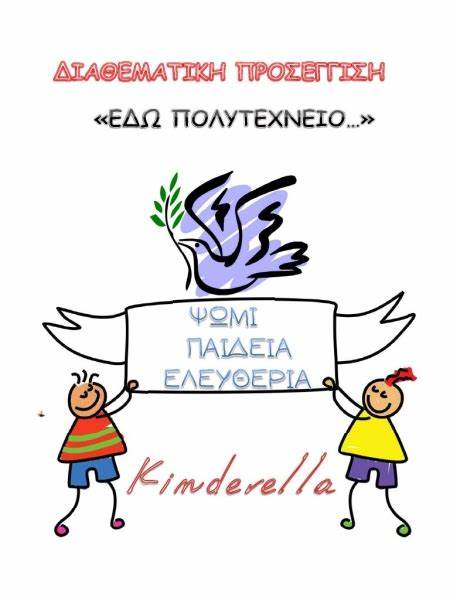 ΔΙΑΘΕΜΑΤΙΚΗ ΠΡΟΣΕΓΓΙΣΗ
«ΕΔΩ ΠΟΛΥΤΕΧΝΕΙΟ...»
ΨΩΜΙ
ΠΑΙΔΕΙΑ
ΕΛΕΥΘΕΡΙΑ
Kinderella